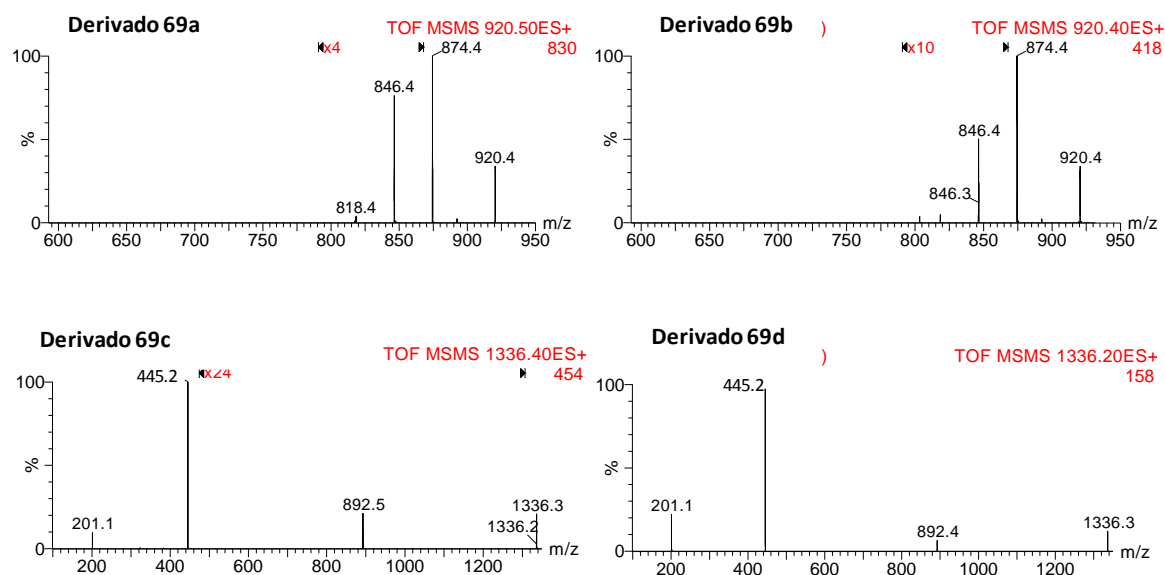 Derivado 69a
TOF MSMS 920.50ES+
x4
830
100
874.4
846.4
%
920.4
818.4
0
m/z
600 650 700 750 800 850 900 950
Derivado 69b
)
TOF MSMS 920.40ES+
x10
418
100
874.4
846.4
%
920.4
846.3
0
m/z
600 650 700 750 800 850 900 950
Derivado 69c
TOF MSMS 1336.40ES+
x24
454
100
445.2
%
892.5
1336.3
201.1
1336.2
0
m/z
200 400 600 800 1000 1200
Derivado 69d
)
TOF MSMS 1336.20ES+
158
100
445.2
%
201.1
892.4
1336.3
0
m/z
200 400 600 800 1000 1200